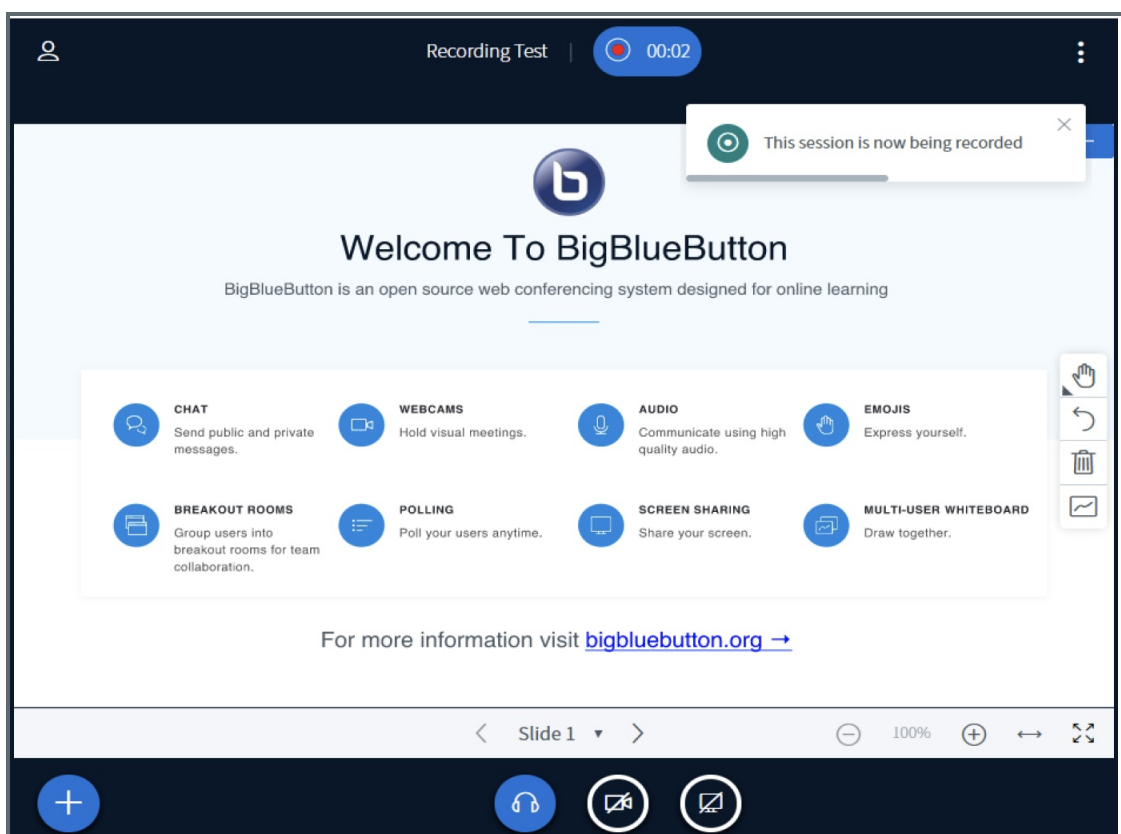 Recording Test | 00:02
This session is now being recorded
Welcome To BigBlueButton
BigBlueButton is an open source web conferencing system designed for online learning
CHAT
Send public and private
messages.
WEBCAMS
Hold visual meetings.
AUDIO
Communicate using high
quality audio.
EMOJIS
Express yourself.
BREAKOUT ROOMS
Group users into
breakout rooms for team
collaboration.
POLLING
Poll your users anytime.
SCREEN SHARING
Share your screen.
MULTI-USER WHITEBOARD
Draw together.
For more information visit bigbluebutton.org →
Slide 1
100%